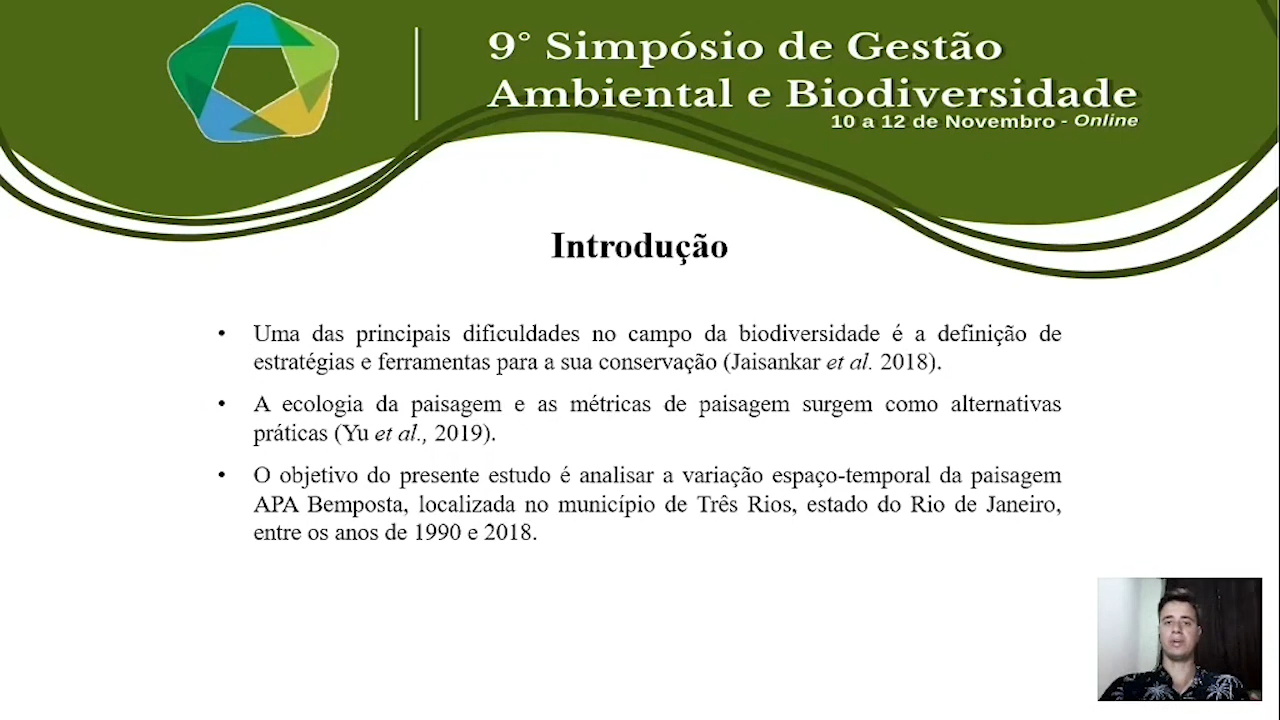 9° Simpósio de Gestão
Ambiental e Biodiversidade
10 a 12 de Novembro - Online
Introdução
• Uma das principais dificuldades no campo da biodiversidade é a definição de
estratégias e ferramentas para a sua conservação (Jaisankar et al. 2018).
• A ecologia da paisagem e as métricas de paisagem surgem como alternativas
práticas (Yu et al., 2019).
• O objetivo do presente estudo é analisar a variação espaço-temporal da paisagem
APA Bemposta, localizada no município de Três Rios, estado do Rio de Janeiro,
entre os anos de 1990 e 2018.